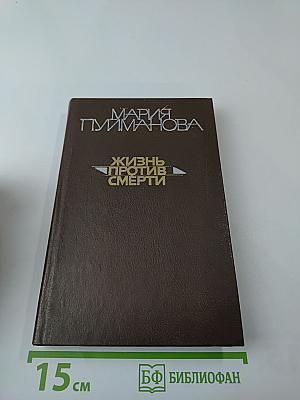 МАРИЯ
ПУЙМАНОВА
ЖИЗНЬ
ПРОТИВ
СМЕРТИ
15 см
БФ БИБЛИОФАН